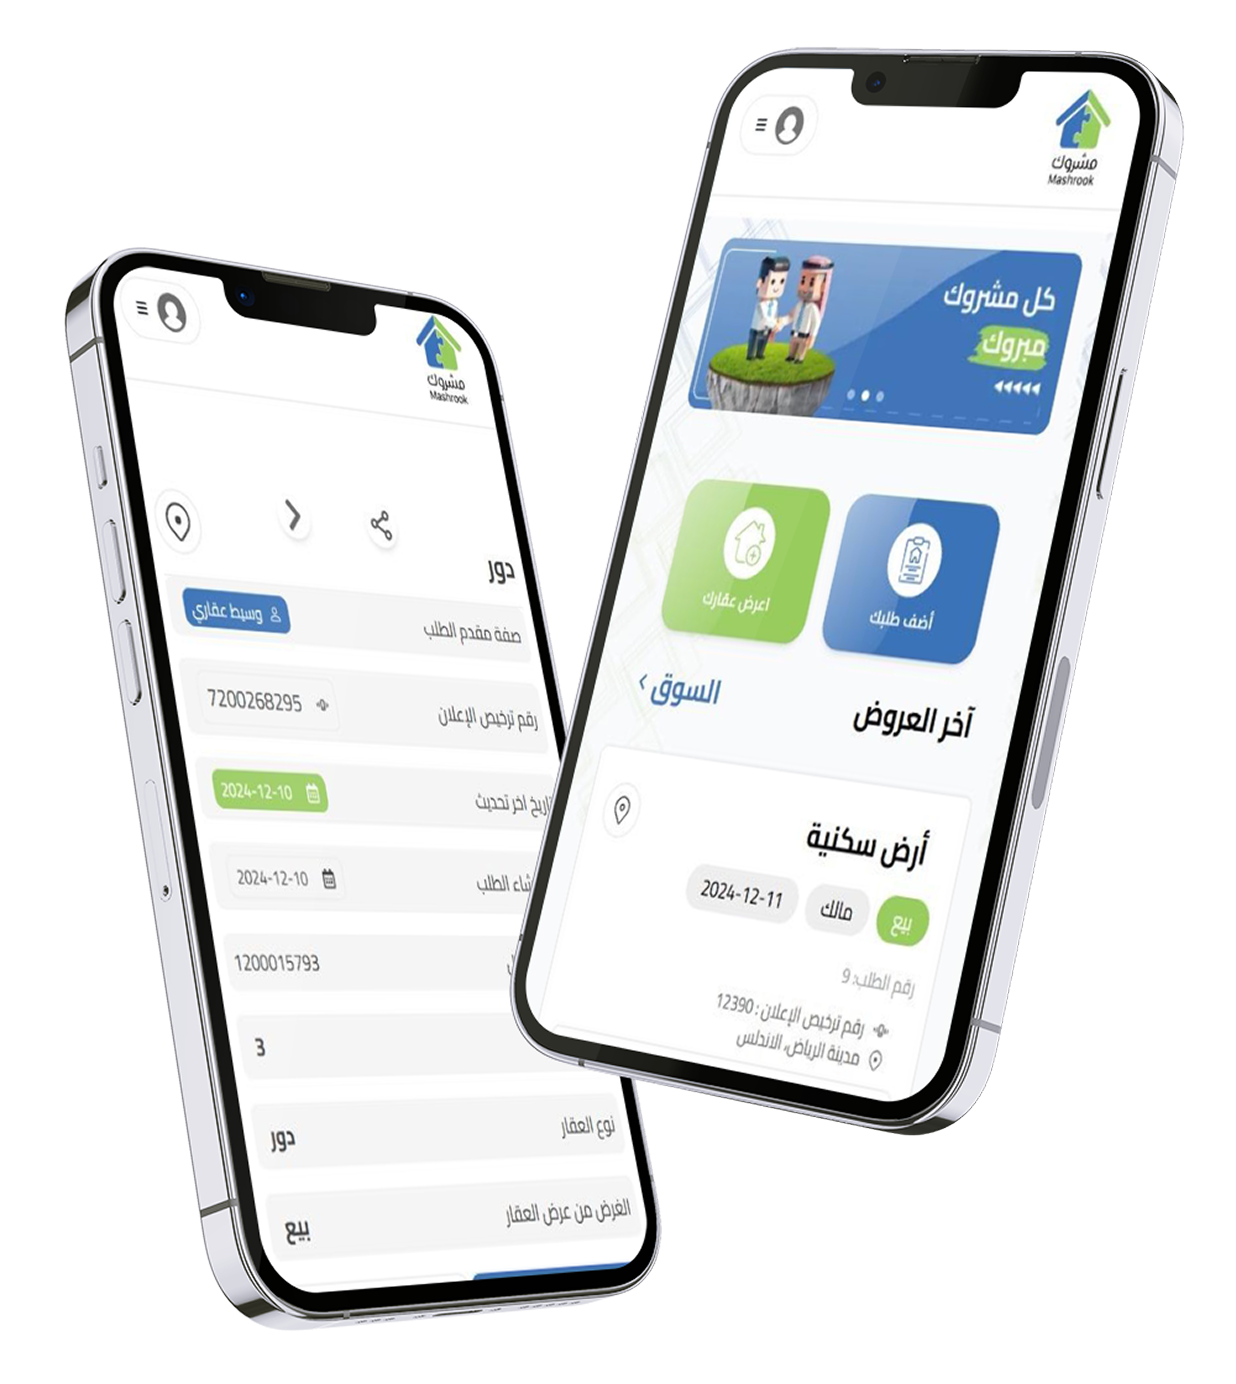 مشروك
Mashrook
كل مشروك
مبروك
أضف طلبك
اعرض عقارك
آخر العروض
السوق
أرض سكنية
بيع
مالك
2024-12-11
رقم الطلب: 9
رقم ترخيص الإعلان : 12390
مدينة الرياض، الاندلس
مشروك
Mashrook
دور
صفة مقدم الطلب
وسيط عقاري
رقم ترخيص الإعلان
7200268295
اخر تحديث
2024-12-10
الطلب
2024-12-10
1200015793
3
نوع العقار
دور
الغرض من عرض العقار
بيع